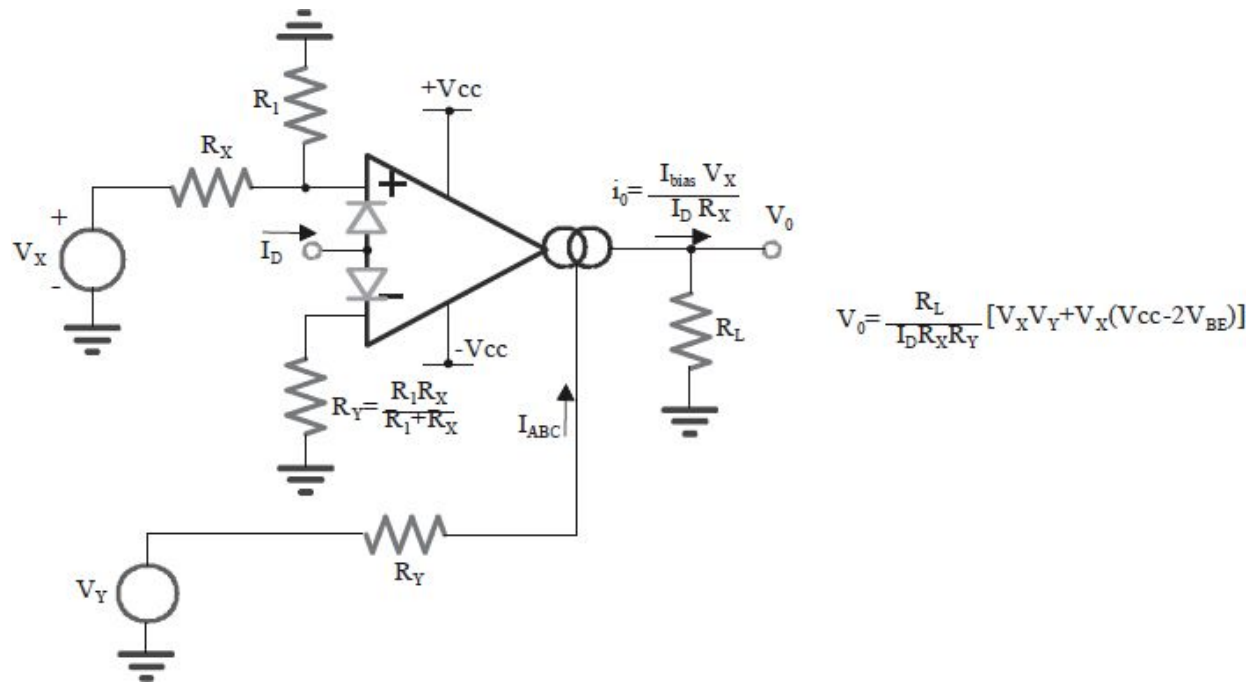 R1
+Vcc
RX
+
VX
-
ID
+
-
-Vcc
i0= Ibias VX / ID RX
V0
RL
V0= RL / IDRXRY [VXVY+VX(Vcc-2VBE)]
RY= R1RX / R1+RX
IABC
RY
VY